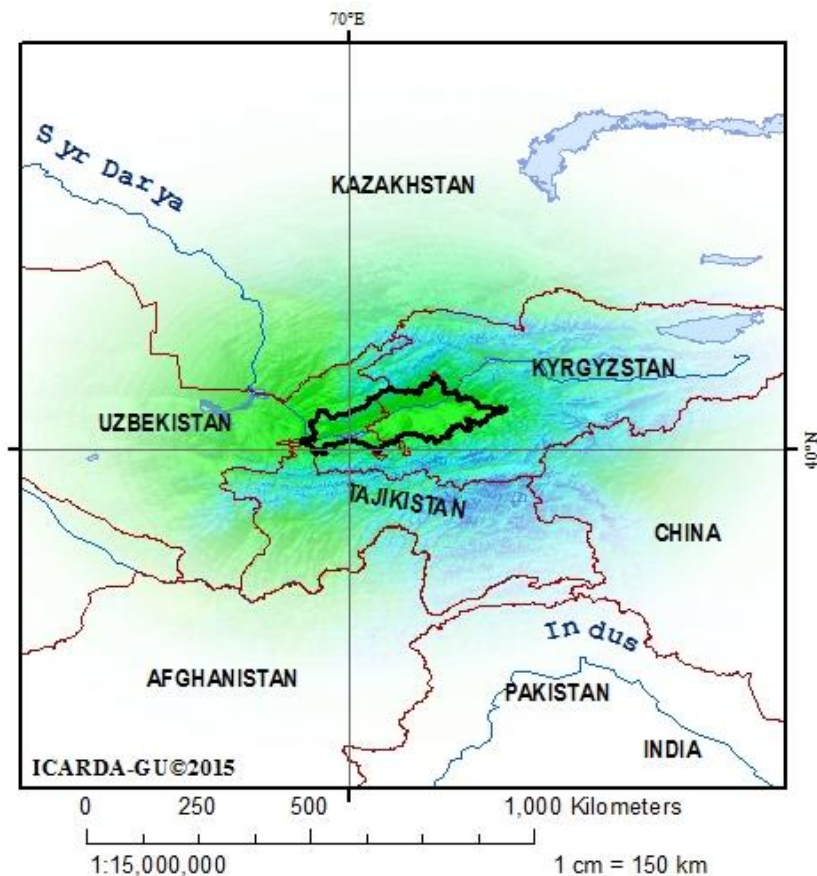 70°E
Syr Darya
KAZAKHSTAN
KYRGYZSTAN
UZBEKISTAN
40°N
TAJIKISTAN
CHINA
Indus
AFGHANISTAN
PAKISTAN
INDIA
ICARDA-GU©2015
0 250 500 1,000 Kilometers
1:15,000,000 1 cm = 150 km